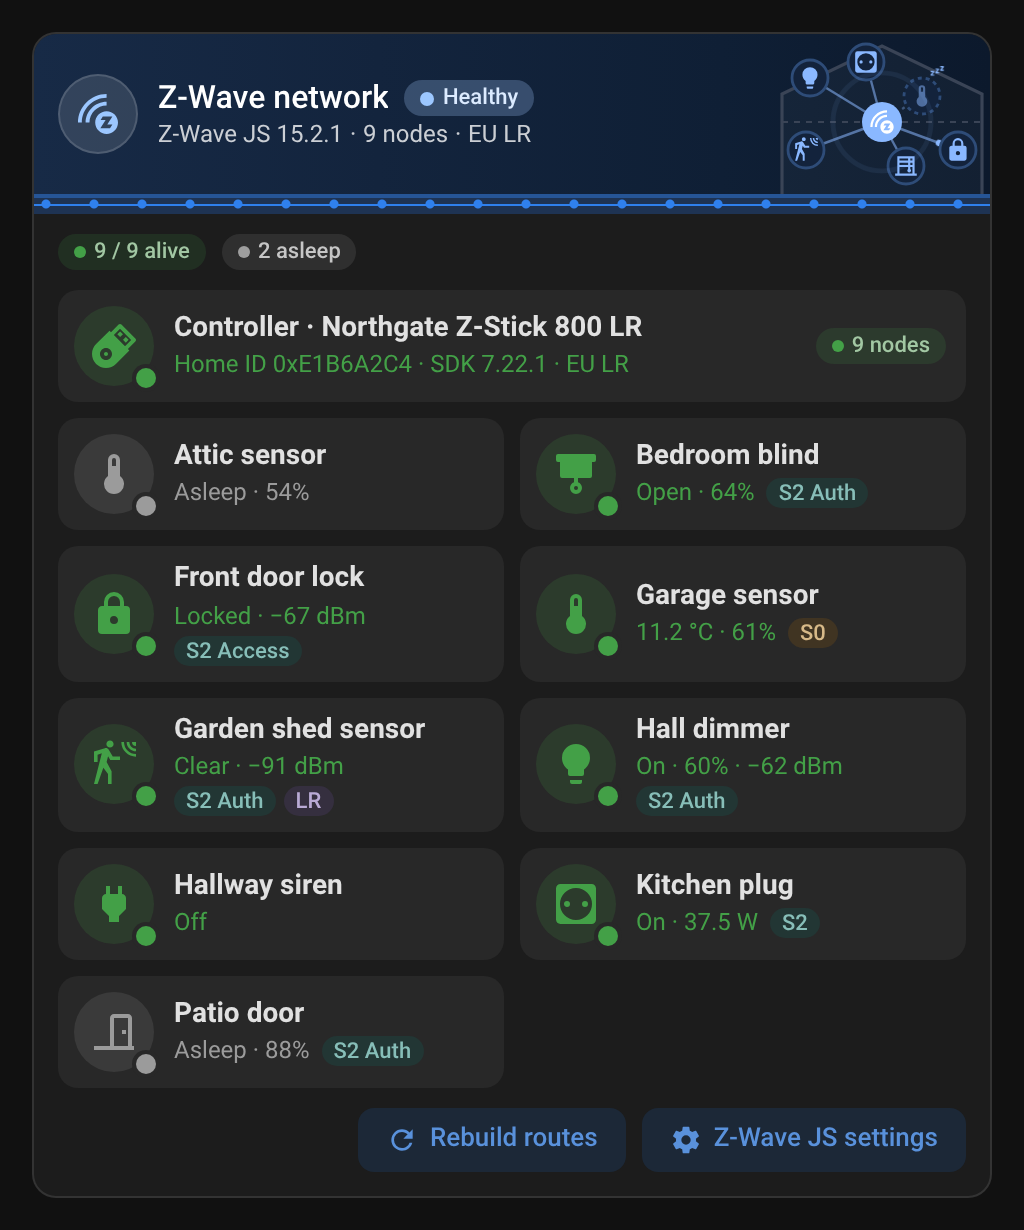 Z-Wave network
Healthy
Z-Wave JS 15.2.1 · 9 nodes · EU LR
zzz
9 / 9 alive
2 asleep
Controller · Northgate Z-Stick 800 LR
Home ID 0xE1B6A2C4 · SDK 7.22.1 · EU LR
9 nodes
Attic sensor
Asleep · 54%
Bedroom blind
Open · 64% S2 Auth
Front door lock
Locked · −67 dBm
S2 Access
Garage sensor
11.2 °C · 61% S0
Garden shed sensor
Clear · −91 dBm
S2 Auth LR
Hall dimmer
On · 60% · −62 dBm
S2 Auth
Hallway siren
Off
Kitchen plug
On · 37.5 W S2
Patio door
Asleep · 88% S2 Auth
Rebuild routes
Z-Wave JS settings